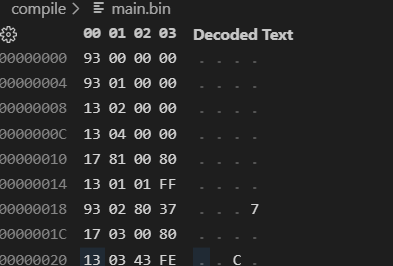 compile > main.bin
00 01 02 03 Decoded Text
00000000 93 00 00 00 . . . .
00000004 93 01 00 00 . . . .
00000008 13 02 00 00 . . . .
0000000C 13 04 00 00 . . . .
00000010 17 81 00 80 . . . .
00000014 13 01 01 FF . . . .
00000018 93 02 80 37 . . . 7
0000001C 17 03 00 80 . . . .
00000020 13 03 43 FE . . C .